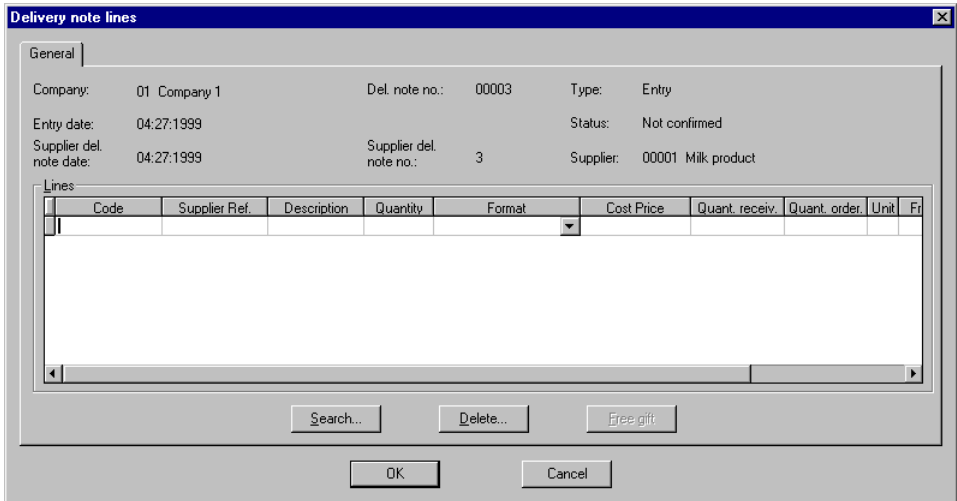 Delivery note lines
General
Company: 01 Company 1 Del. note no.: 00003 Type: Entry
Entry date: 04:27:1999 Status: Not confirmed
Supplier del. note date: 04:27:1999 Supplier del. note no.: 3 Supplier: 00001 Milk product
Lines
Code Supplier Ref. Description Quantity Format Cost Price Quant. receiv. Quant. order. Unit Fr
Search... Delete... Free gift
OK Cancel